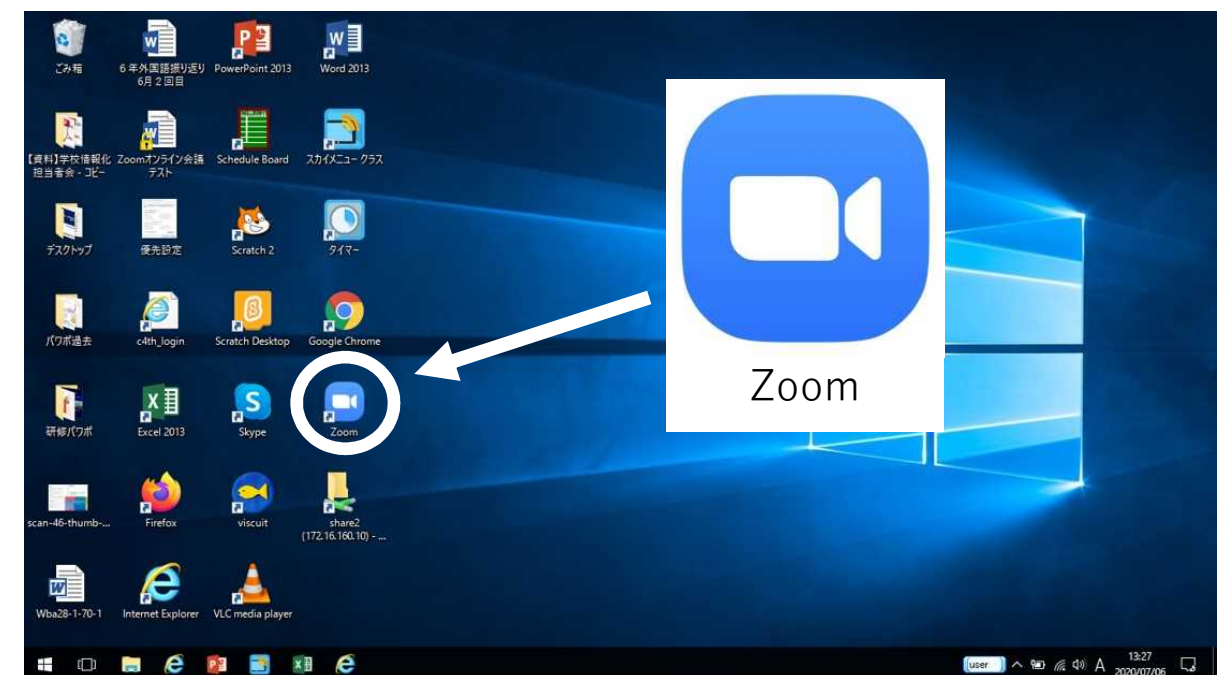 ごみ箱
6年外国語振り返り
6月2回目
PowerPoint 2013
Word 2013
【資料】学校情報化
担当者会 - コピー
Zoomオンライン会議
テスト
Schedule Board
スカイメニュー クラス
デスクトップ
優先設定
Scratch 2
タイマー
パワポ過去
c4th_login
Scratch Desktop
Google Chrome
研修パワポ
Excel 2013
Skype
Zoom
scan-46-thumb-...
Firefox
viscuit
share2
(172.16.160.10) - ...
Wba28-1-70-1
Internet Explorer
VLC media player
Zoom
user
A
13:27
2020/07/06